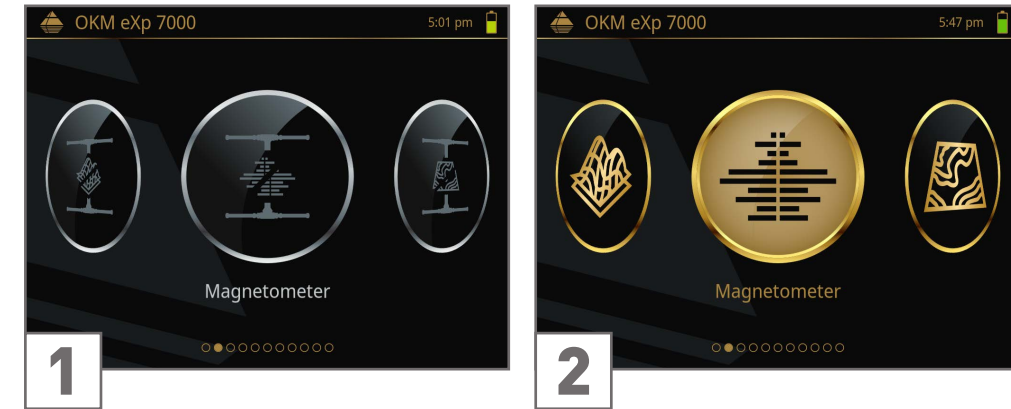 OKM eXp 7000 5:01 pm
Magnetometer
1
OKM eXp 7000 5:47 pm
Magnetometer
2